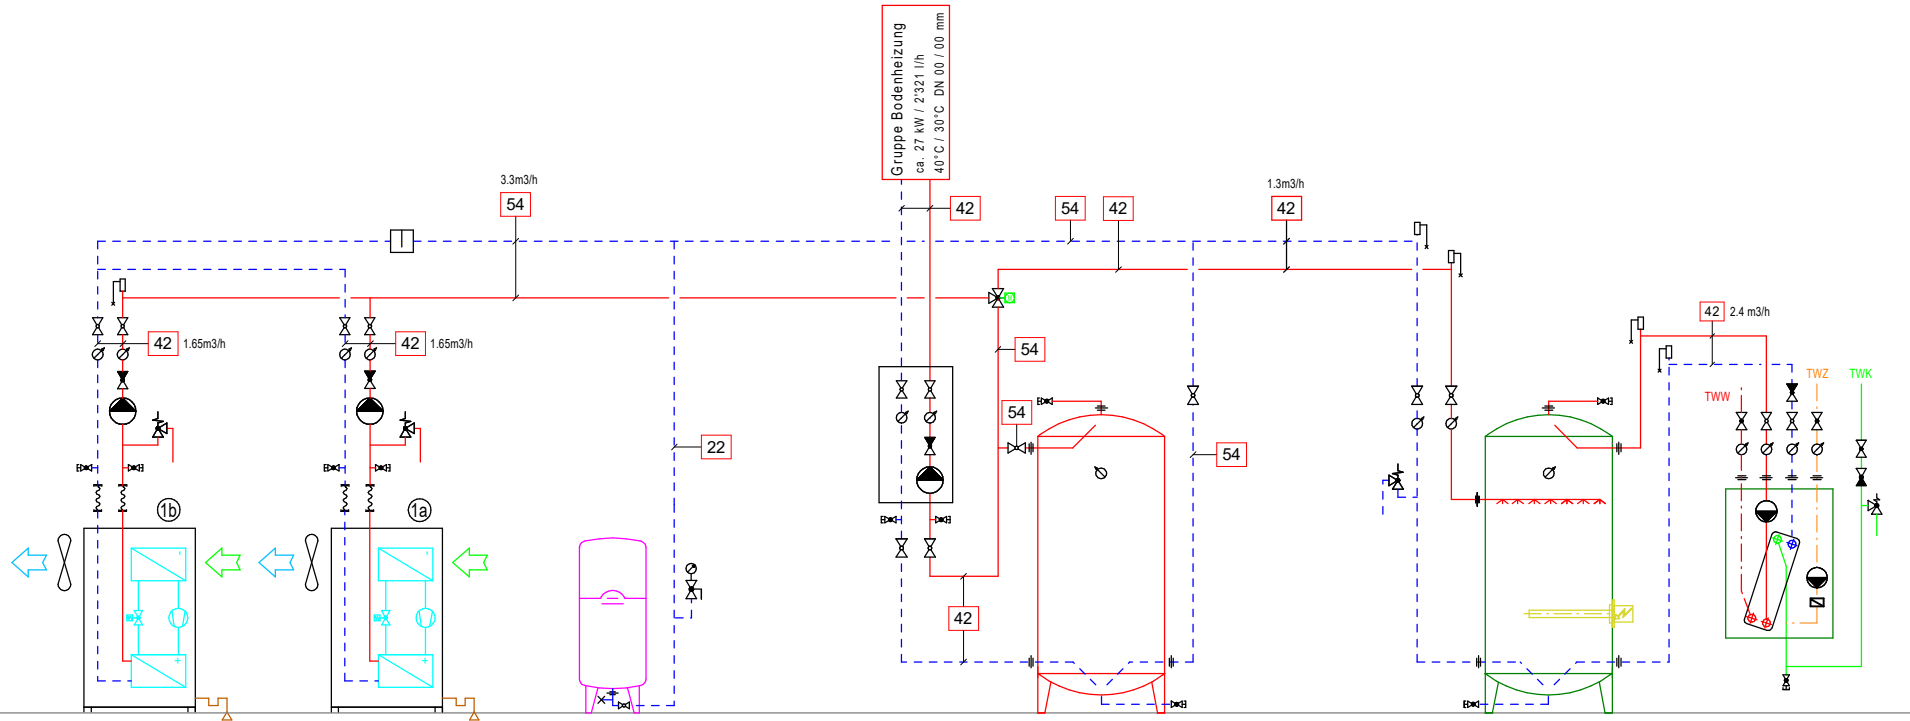 Gruppe Bodenheizung
ca. 27 kW / 2'321 l/h
40°C / 30°C DN 00 / 00 mm
3.3m3/h
54
42
54
42
1.3m3/h
42
42
2.4 m3/h
42
1.65m3/h
42
1.65m3/h
54
TWW
TWZ
TWK
54
22
54
1b
1a
42